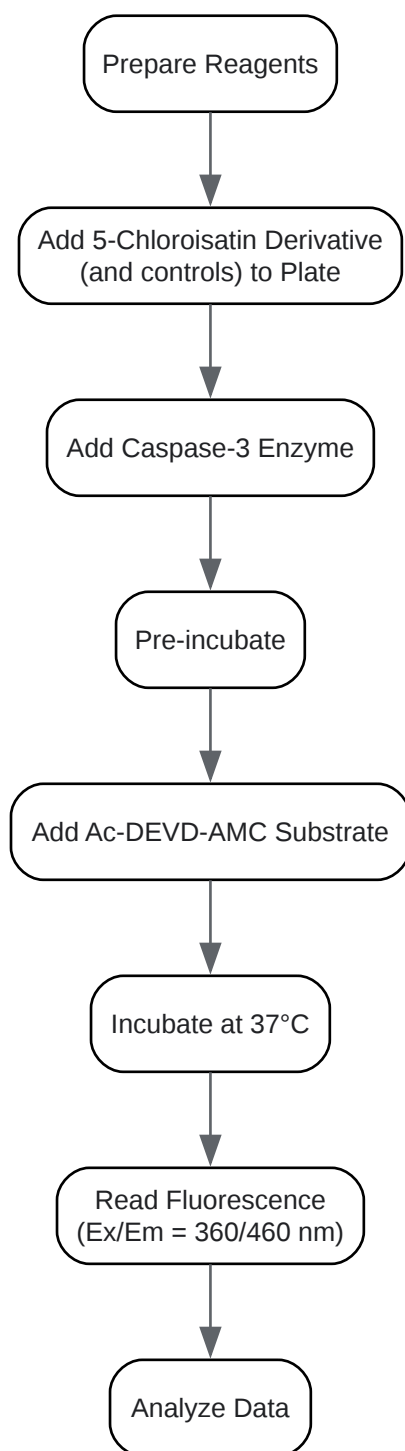 Prepare Reagents
Add 5-Chloroisatin Derivative
(and controls) to Plate
Add Caspase-3 Enzyme
Pre-incubate
Add Ac-DEVD-AMC Substrate
Incubate at 37°C
Read Fluorescence
(Ex/Em = 360/460 nm)
Analyze Data